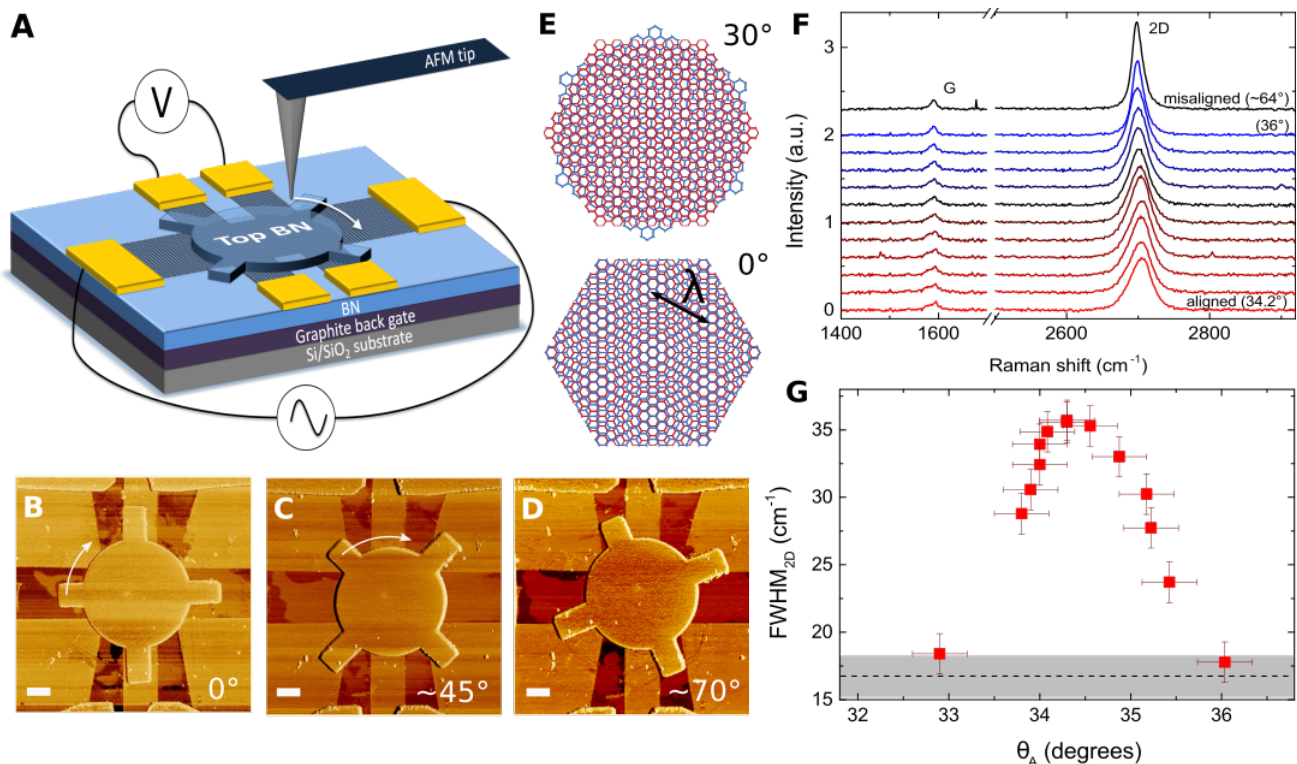 A
AFM tip
V
Top BN
BN
Graphite back gate
Si/SiO₂ substrate
B
0°
C
~45°
D
~70°
E
30°
0°
λ
F
3
2
1
0
Intensity (a.u.)
G
2D
misaligned (~64°)
(36°)
aligned (34.2°)
1400
1600
2600
2800
Raman shift (cm⁻¹)
G
35
30
25
20
15
FWHM₂D (cm⁻¹)
32
33
34
35
36
θA (degrees)